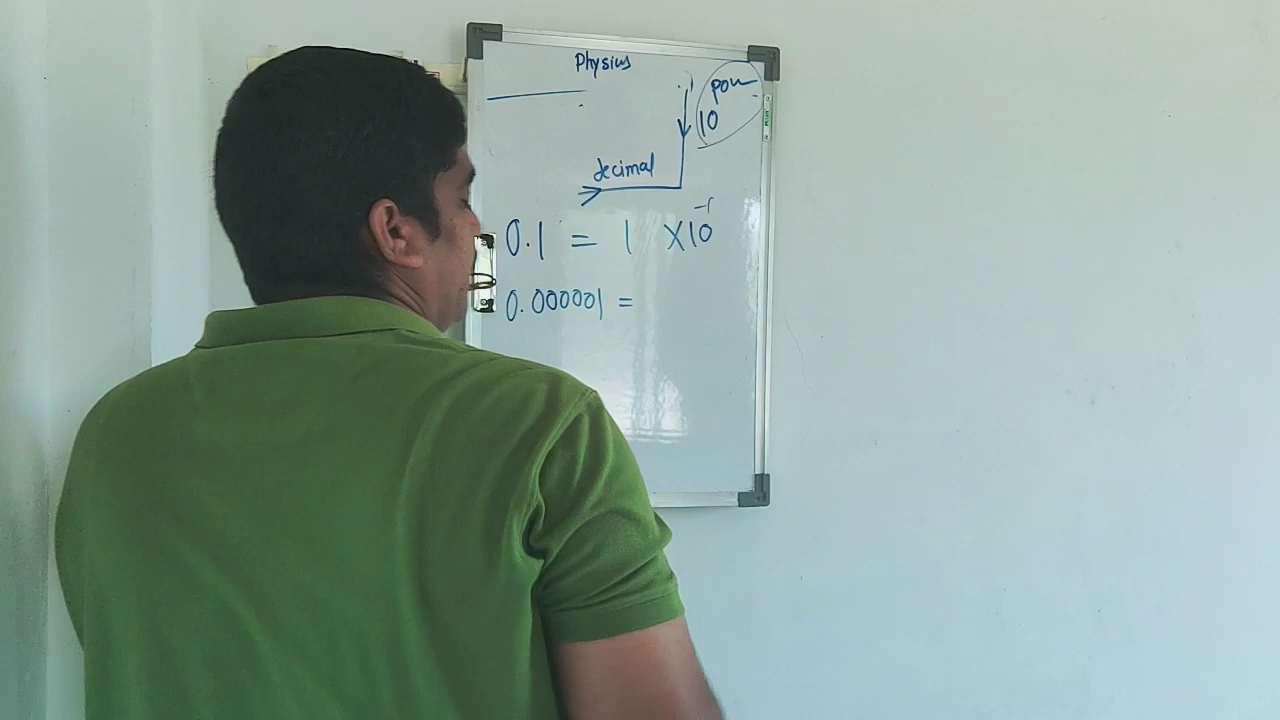 Physics
pow
10
decimal
0.1 = 1 X10⁻¹
0.000001 =